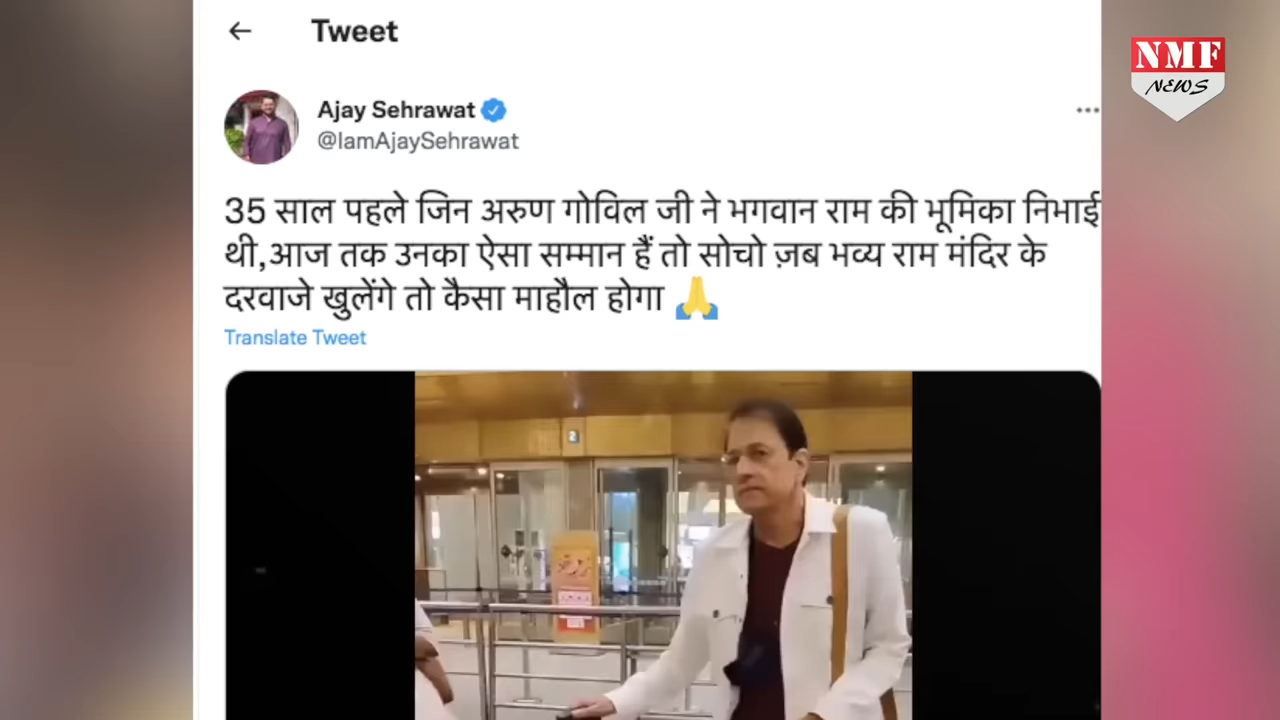 Tweet
NMF
NEWS
Ajay Sehrawat
@IamAjaySehrawat
35 साल पहले जिन अरुण गोविल जी ने भगवान राम की भूमिका निभाई
थी,आज तक उनका ऐसा सम्मान हैं तो सोचो ज़ब भव्य राम मंदिर के
दरवाजे खुलेंगे तो कैसा माहौल होगा 🙏
Translate Tweet
2